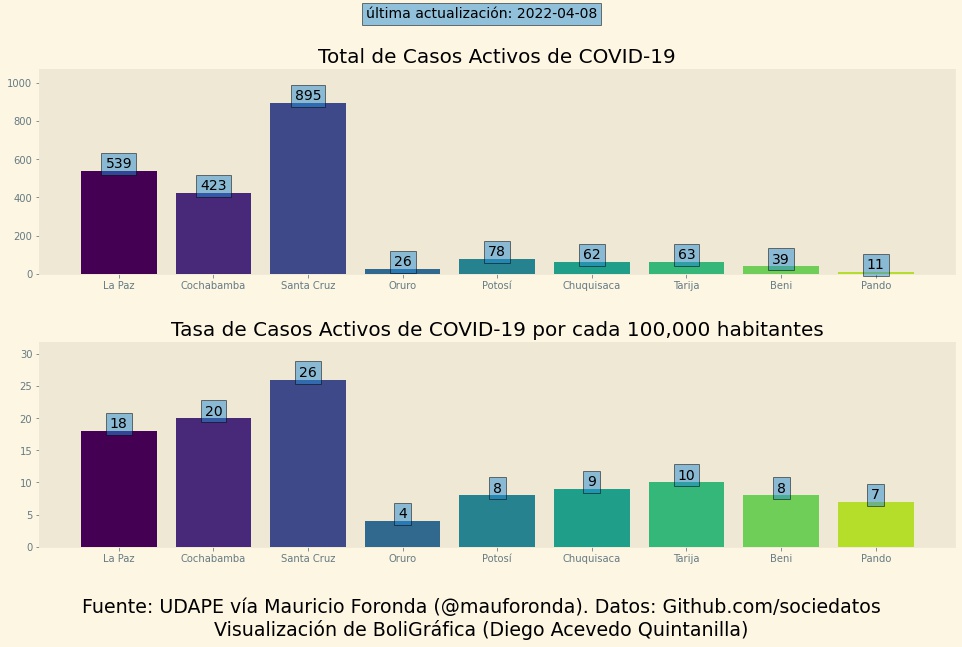 última actualización: 2022-04-08
Total de Casos Activos de COVID-19
1000
800
600
400
200
0
539
423
895
26
78
62
63
39
11
La Paz
Cochabamba
Santa Cruz
Oruro
Potosí
Chuquisaca
Tarija
Beni
Pando
Tasa de Casos Activos de COVID-19 por cada 100,000 habitantes
30
25
20
15
10
5
0
18
20
26
4
8
9
10
8
7
La Paz
Cochabamba
Santa Cruz
Oruro
Potosí
Chuquisaca
Tarija
Beni
Pando
Fuente: UDAPE vía Mauricio Foronda (@mauforonda). Datos: Github.com/sociedatos
Visualización de BoliGráfica (Diego Acevedo Quintanilla)